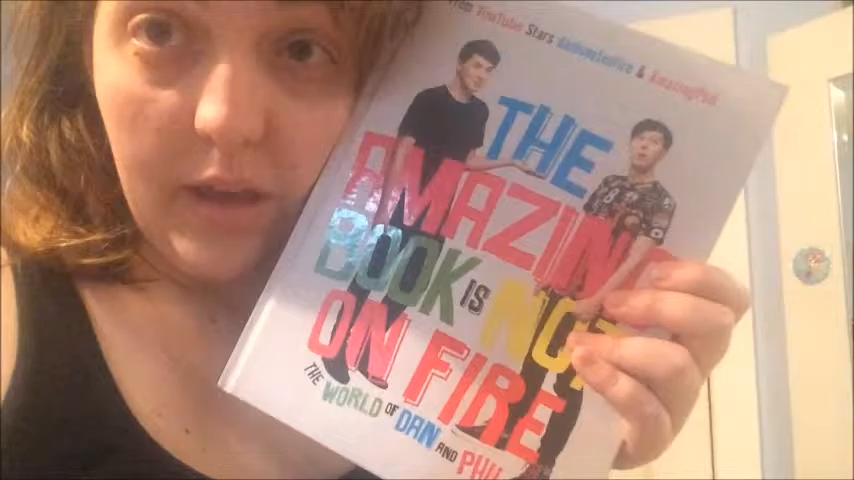 From YouTube Stars danisnotonfire & AmazingPhil
THE
AMAZING
BOOK IS NOT
ON FIRE
THE WORLD OF DAN AND PHIL